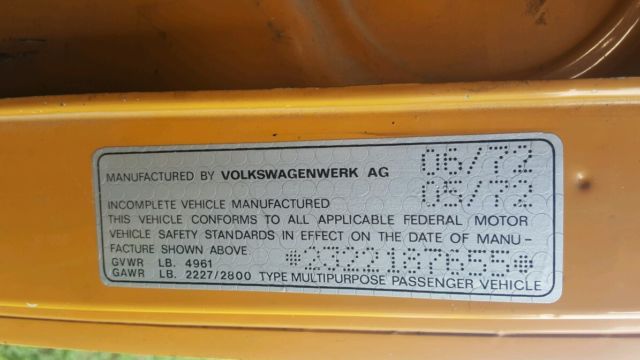 MANUFACTURED BY VOLKSWAGENWERK AG 06/72
INCOMPLETE VEHICLE MANUFACTURED 05/72
THIS VEHICLE CONFORMS TO ALL APPLICABLE FEDERAL MOTOR
VEHICLE SAFETY STANDARDS IN EFFECT ON THE DATE OF MANU-
FACTURE SHOWN ABOVE.
GVWR LB. 4961
GAWR LB. 2227/2800 TYPE MULTIPURPOSE PASSENGER VEHICLE